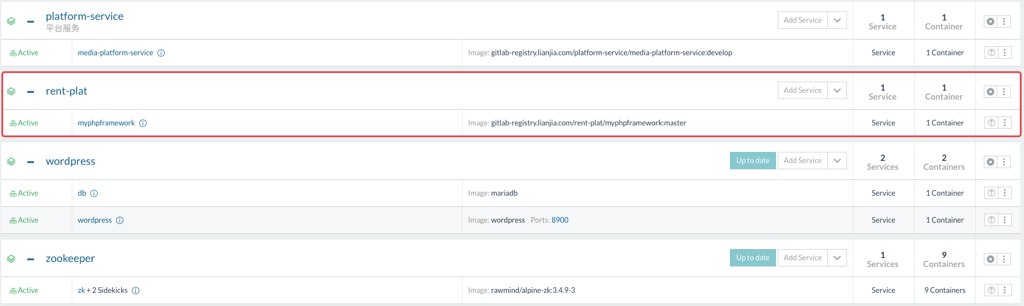 platform-service
平台服务
Add Service
1 Service
1 Container
Active media-platform-service Image: gitlab-registry.lianjia.com/platform-service/media-platform-service:develop Service 1 Container
rent-plat
Add Service
1 Service
1 Container
Active myphpframework Image: gitlab-registry.lianjia.com/rent-plat/myphpframework:master Service 1 Container
wordpress
Up to date Add Service
2 Services
2 Containers
Active db Image: mariadb Service 1 Container
Active wordpress Image: wordpress Ports: 8900 Service 1 Container
zookeeper
Up to date Add Service
1 Services
9 Containers
Active zk + 2 Sidekicks Image: rawmind/alpine-zk:3.4.9-3 Service 9 Containers